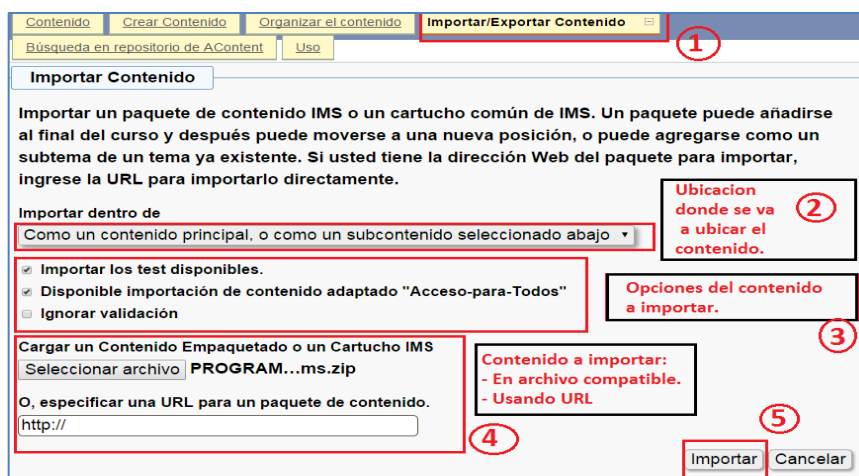 Contenido Crear Contenido Organizar el contenido Importar/Exportar Contenido
1
Búsqueda en repositorio de AContent Uso
Importar Contenido
Importar un paquete de contenido IMS o un cartucho común de IMS. Un paquete puede añadirse
al final del curso y después puede moverse a una nueva posición, o puede agregarse como un
subtema de un tema ya existente. Si usted tiene la dirección Web del paquete para importar,
ingrese la URL para importarlo directamente.
Importar dentro de
Como un contenido principal, o como un subcontenido seleccionado abajo
Ubicacion
donde se va
a ubicar el
contenido.
2
Importar los test disponibles.
Disponible importación de contenido adaptado "Acceso-para-Todos"
Ignorar validación
Opciones del contenido
a importar.
3
Cargar un Contenido Empaquetado o un Cartucho IMS
Seleccionar archivo PROGRAM...ms.zip
O, especificar una URL para un paquete de contenido.
http://
Contenido a importar:
- En archivo compatible.
- Usando URL
4
5
Importar Cancelar